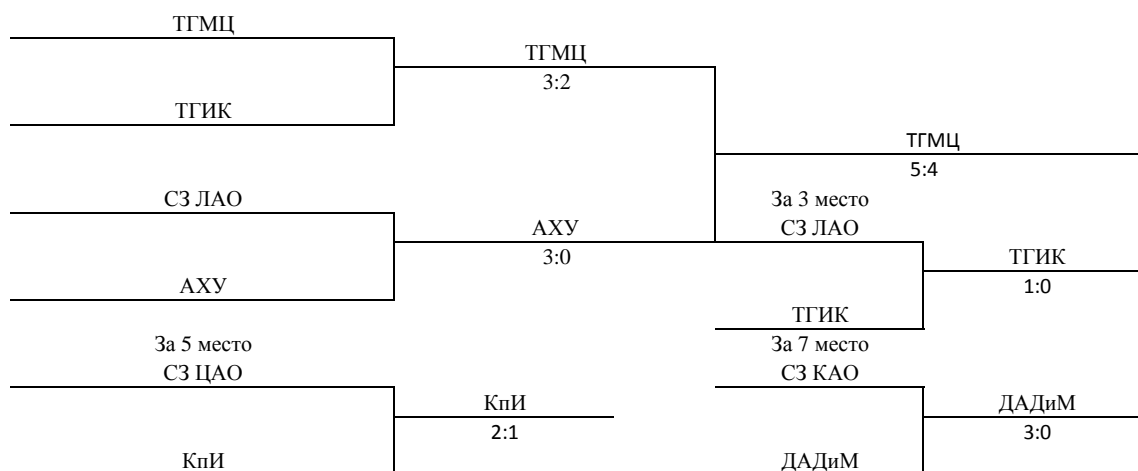 ТГМЦ
ТГМЦ
3:2
ТГИК
ТГМЦ
5:4
СЗ ЛАО
За 3 место
АХУ
СЗ ЛАО
3:0
ТГИК
АХУ
1:0
ТГИК
За 5 место
За 7 место
СЗ ЦАО
СЗ КАО
КпИ
ДАДиМ
2:1
3:0
КпИ
ДАДиМ